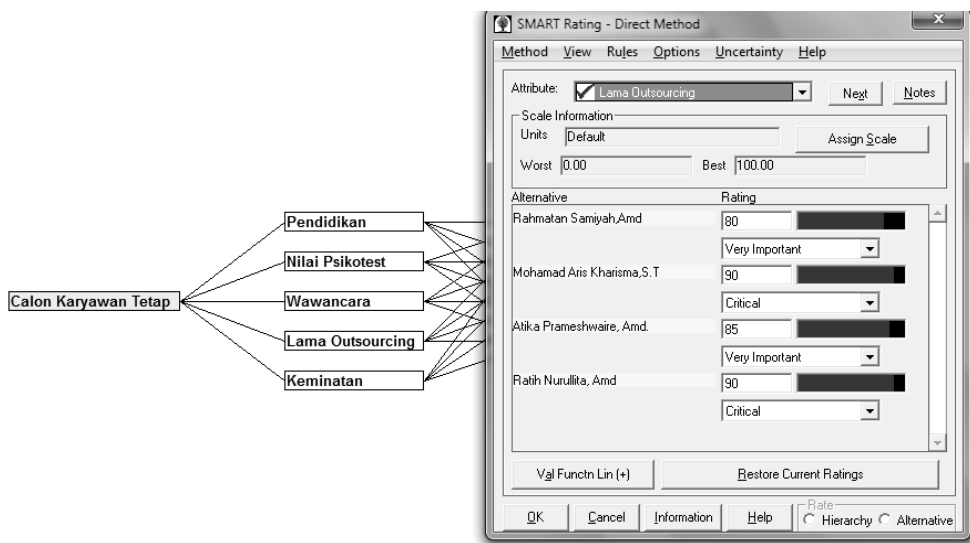 Calon Karyawan Tetap
Pendidikan
Nilai Psikotest
Wawancara
Lama Outsourcing
Keminatan
SMART Rating - Direct Method
x
Method View Rules Options Uncertainty Help
Attribute: Lama Outsourcing Next Notes
Scale Information
Units Default Assign Scale
Worst 0.00 Best 100.00
Alternative Rating
Rahmatan Samiyah,Amd 80
Very Important
Mohamad Aris Kharisma,S.T 90
Critical
Atika Prameshwaire, Amd. 85
Very Important
Ratih Nurullita, Amd 90
Critical
Val Functn Lin (+) Restore Current Ratings
OK Cancel Information Help Rate
Hierarchy Alternative